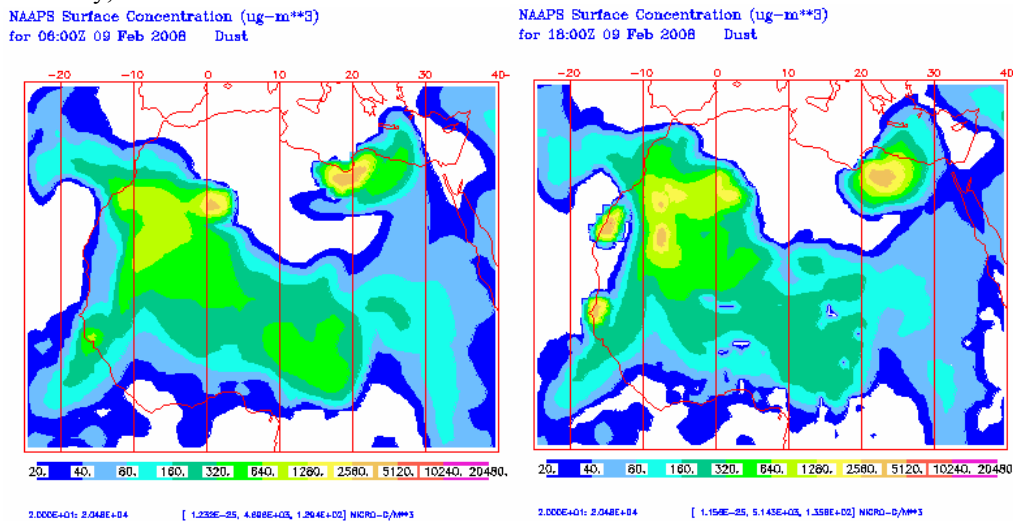 NAAPS Surface Concentration (ug-m**3)
for 06:00Z 09 Feb 2008 Dust
-20 -10 0 10 20 30 40-
20. 40. 80. 160. 320. 640. 1280. 2560. 5120. 10240. 20480.
2.000E+01: 2.048E+04 [ 1.232E-25, 4.696E+03, 1.294E+02] MICRO-G/M**3
NAAPS Surface Concentration (ug-m**3)
for 18:00Z 09 Feb 2008 Dust
-20 -10 0 10 20 30 40
20. 40. 80. 160. 320. 640. 1280. 2560. 5120. 10240. 20480.
2.000E+01: 2.048E+04 [ 1.156E-25, 5.143E+03, 1.358E+02] MICRO-G/M**3